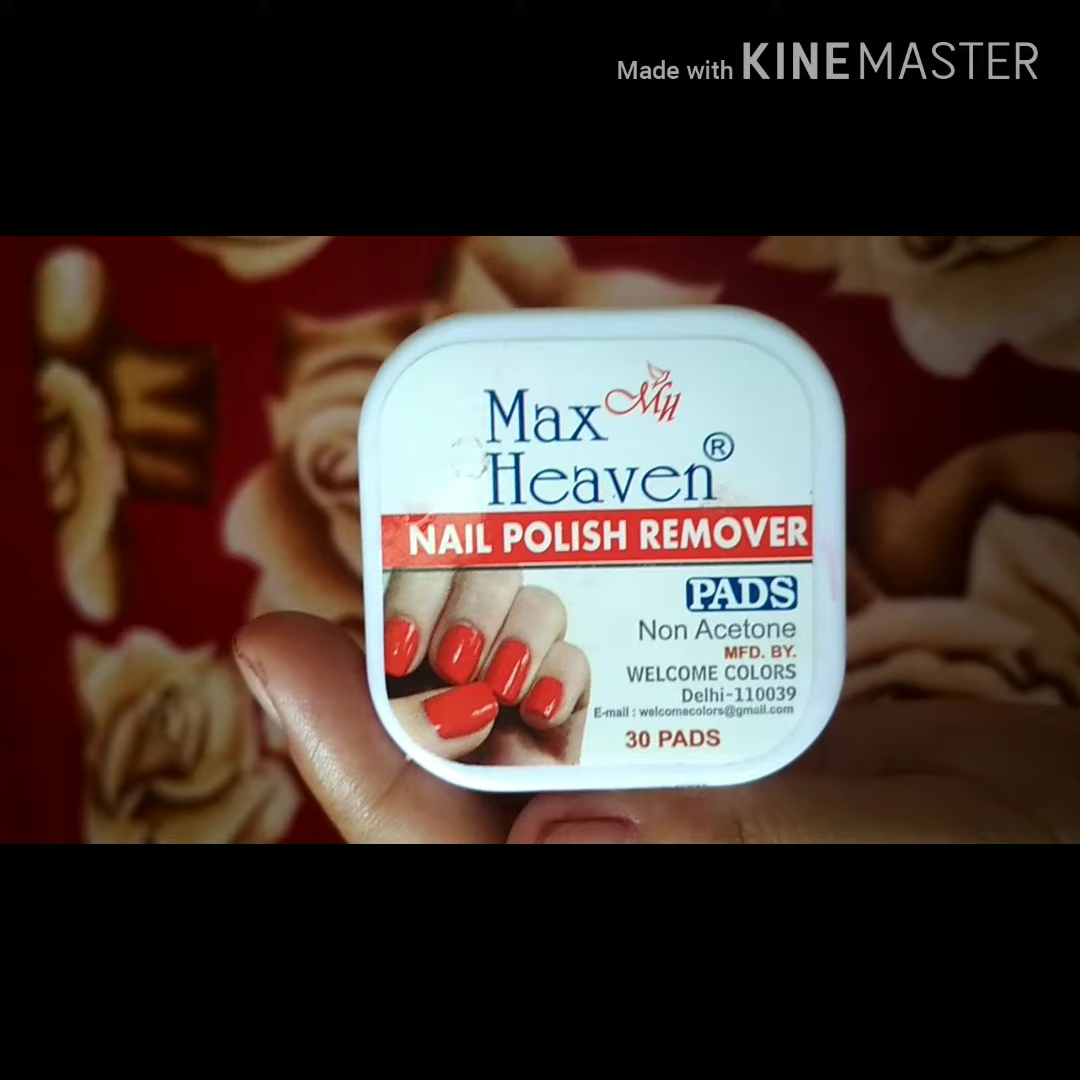 Made with KINEMASTER
Max MH
Heaven®
NAIL POLISH REMOVER
PADS
Non Acetone
MFD. BY.
WELCOME COLORS
Delhi-110039
E-mail : welcomecolors@gmail.com
30 PADS